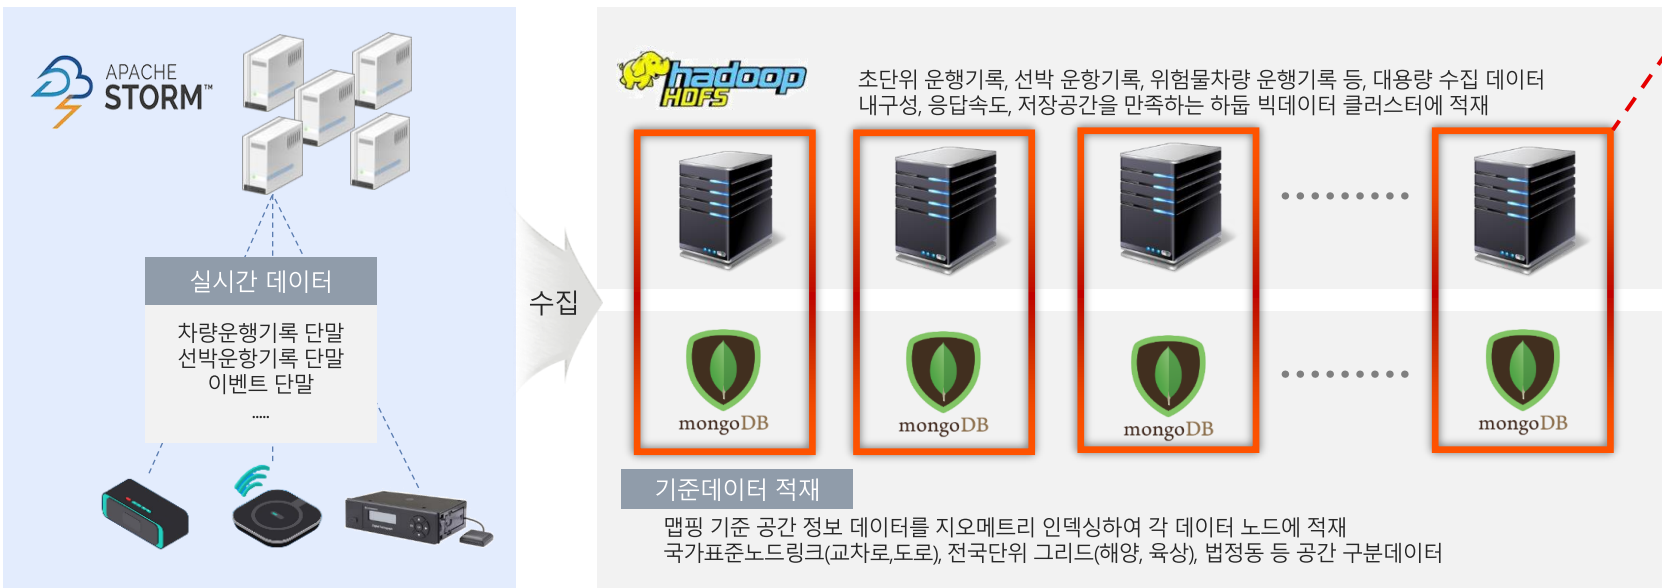 APACHE
STORM™
실시간 데이터
차량운행기록 단말
선박운항기록 단말
이벤트 단말
.....
수집
hadoop
HDFS
초단위 운행기록, 선박 운항기록, 위험물차량 운행기록 등, 대용량 수집 데이터
내구성, 응답속도, 저장공간을 만족하는 하둡 빅데이터 클러스터에 적재
mongoDB
mongoDB
mongoDB
mongoDB
기준데이터 적재
맵핑 기준 공간 정보 데이터를 지오메트리 인덱싱하여 각 데이터 노드에 적재
국가표준노드링크(교차로,도로), 전국단위 그리드(해양, 육상), 법정동 등 공간 구분데이터